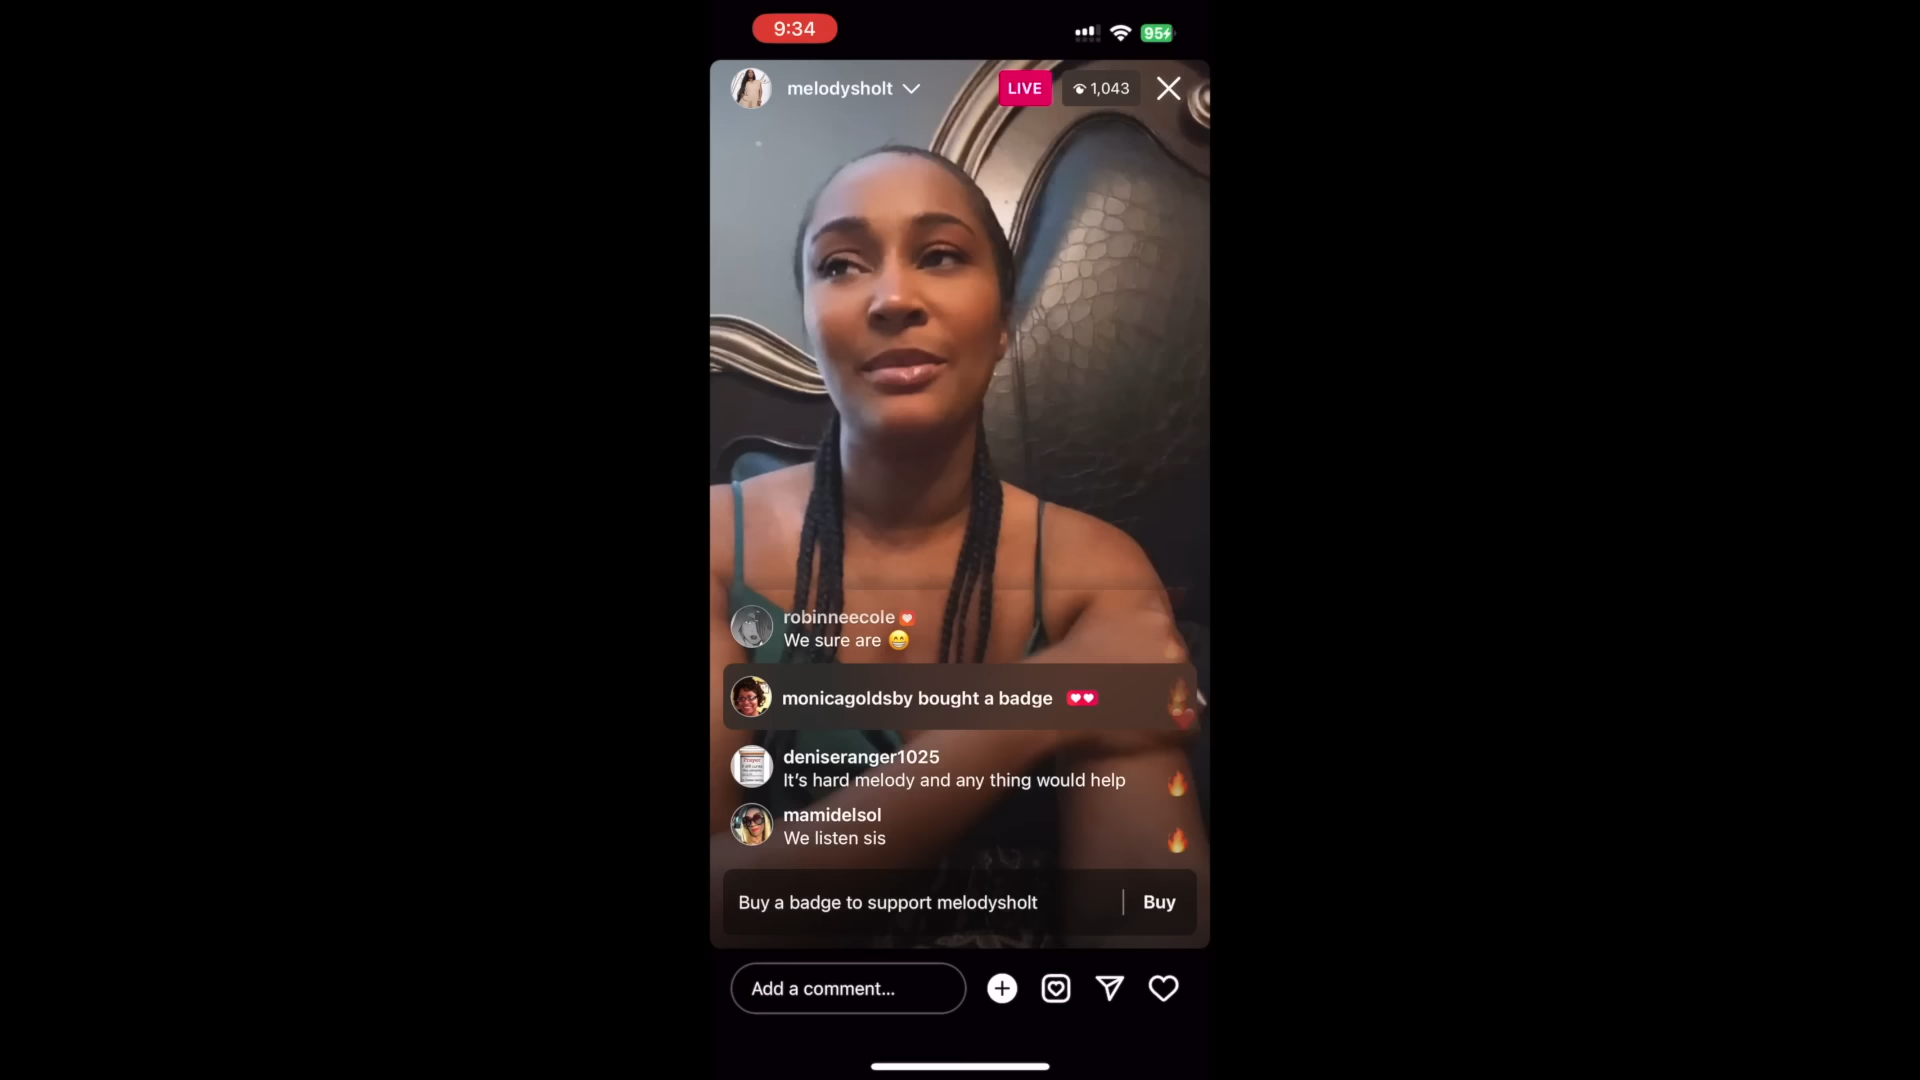 9:34
95
melodysholt
LIVE
1,043
robinneecole
We sure are 😁
monicagoldsby bought a badge
deniseranger1025
It’s hard melody and any thing would help
mamidelsol
We listen sis
Buy a badge to support melodysholt
Buy
Add a comment...